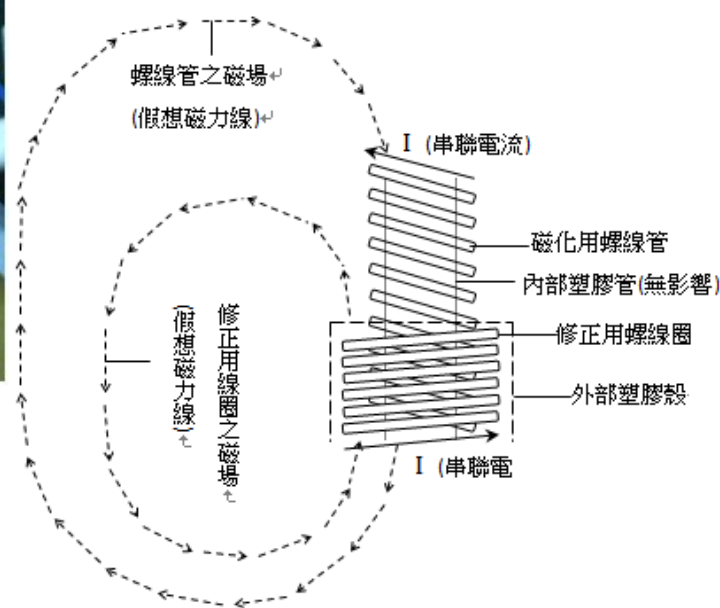 螺線管之磁場↵
(假想磁力線)↵
I (串聯電流)
磁化用螺線管
內部塑膠管(無影響)
修正用螺線圈
外部塑膠殼
修正用線圈之磁場↵
(假想磁力線)↵
I (串聯電